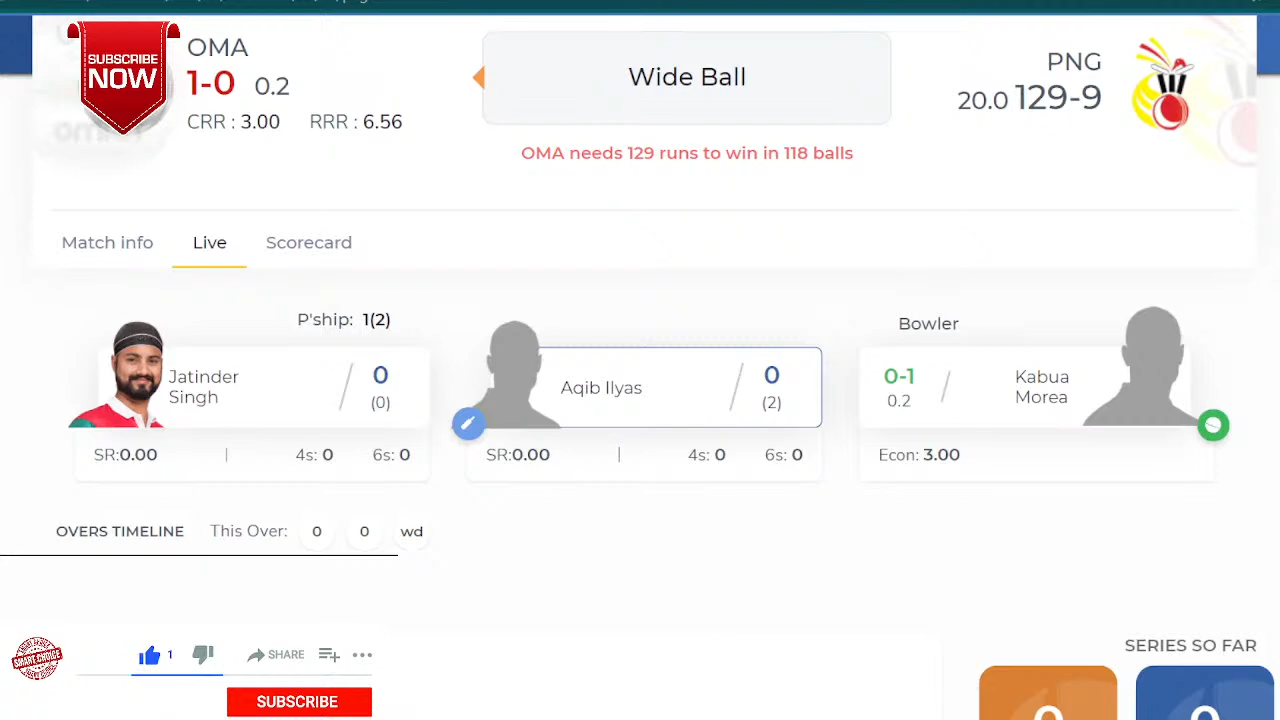 SUBSCRIBE
NOW
OMA
1-0 0.2
CRR : 3.00 RRR : 6.56
Wide Ball
OMA needs 129 runs to win in 118 balls
PNG
20.0 129-9
Match info Live Scorecard
P'ship: 1(2)
Jatinder
Singh
0
(0)
SR:0.00 | 4s: 0 6s: 0
Aqib Ilyas
0
(2)
SR:0.00 | 4s: 0 6s: 0
Bowler
0-1
0.2
Kabua
Morea
Econ: 3.00
OVERS TIMELINE This Over: 0 0 wd
SMART CHOICE
1 SHARE
SUBSCRIBE
SERIES SO FAR
0 0